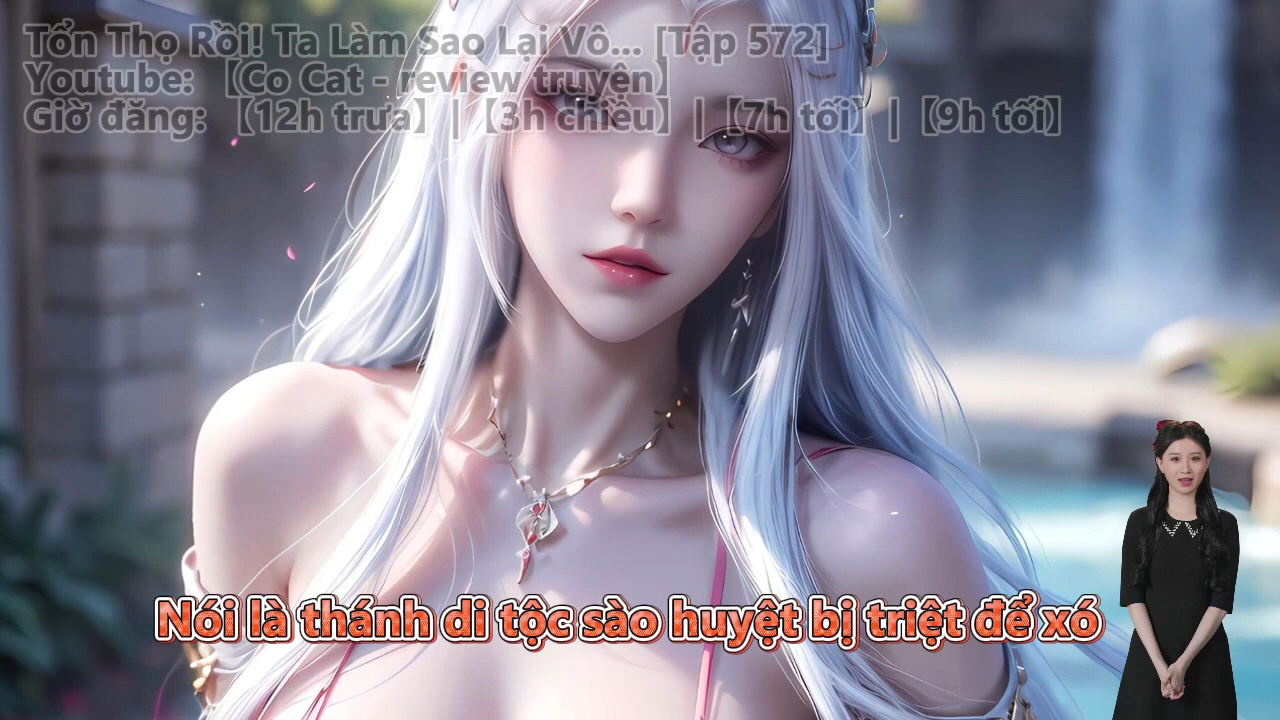 Tổn Thọ Rồi! Ta Làm Sao Lại Vô... [Tập 572]
Youtube: 【Co Cat - review truyện】
Giờ đăng: 【12h trưa】 | 【3h chiều】 | 【7h tối】 | 【9h tối】
Nói là thánh di tộc sào huyệt bị triệt để xó